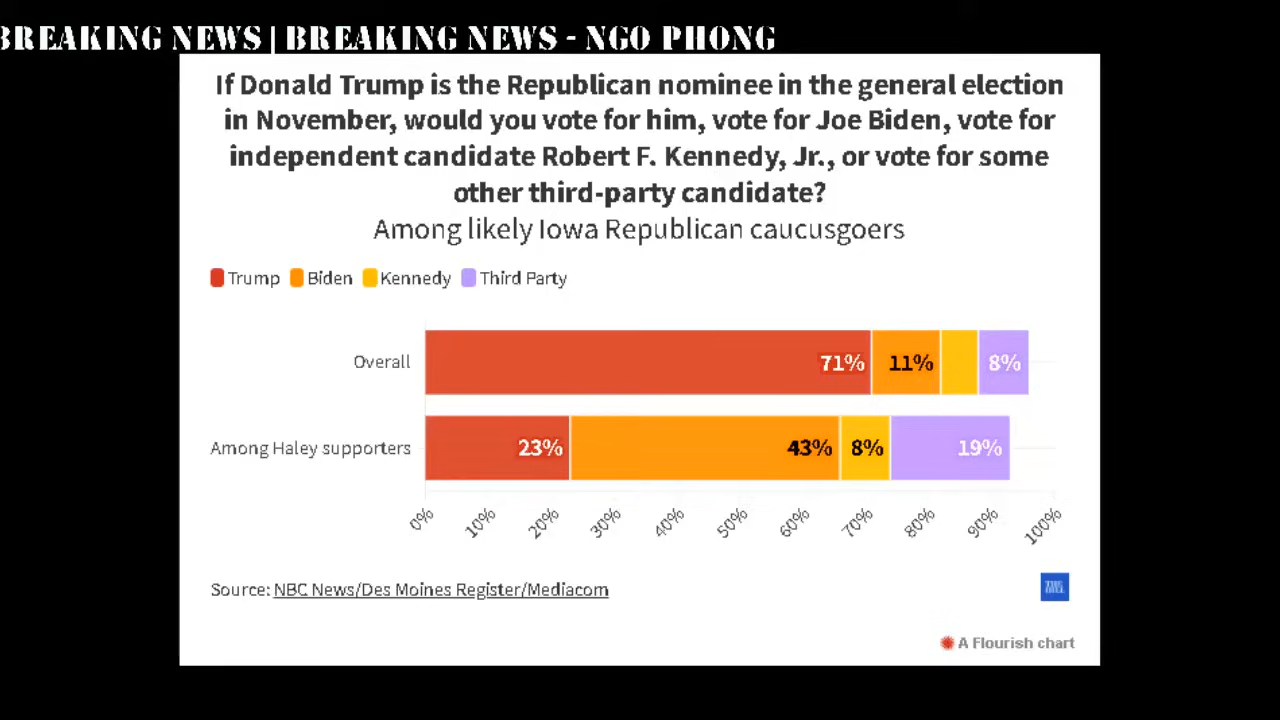 BREAKING NEWS | BREAKING NEWS - NGO PHONG
If Donald Trump is the Republican nominee in the general election
in November, would you vote for him, vote for Joe Biden, vote for
independent candidate Robert F. Kennedy, Jr., or vote for some
other third-party candidate?
Among likely Iowa Republican caucusgoers
Trump Biden Kennedy Third Party
Overall 71% 11% 8%
Among Haley supporters 23% 43% 8% 19%
0% 10% 20% 30% 40% 50% 60% 70% 80% 90% 100%
Source: NBC News/Des Moines Register/Mediacom
A Flourish chart